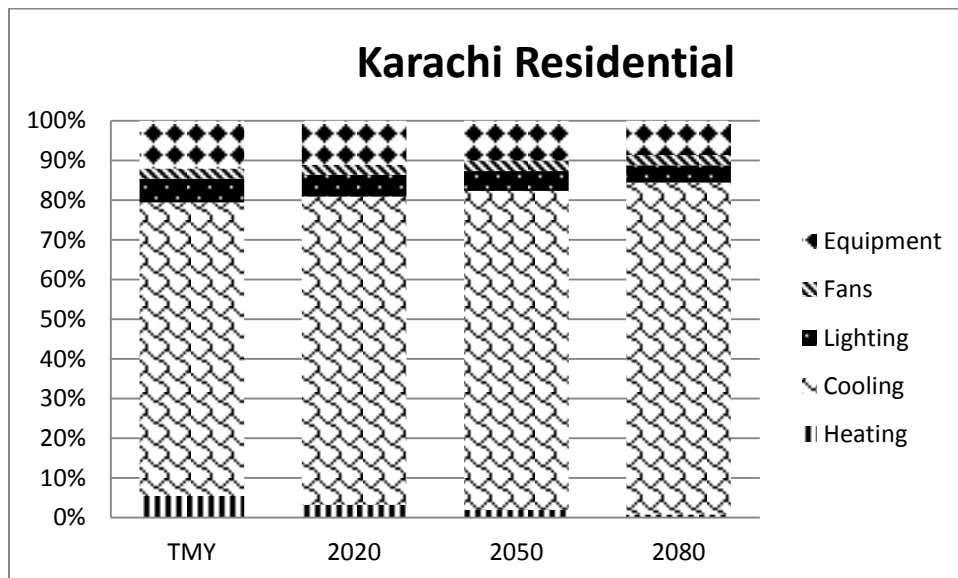 Karachi Residential
100%
90%
80%
70%
60%
50%
40%
30%
20%
10%
0%
TMY 2020 2050 2080
Equipment
Fans
Lighting
Cooling
Heating